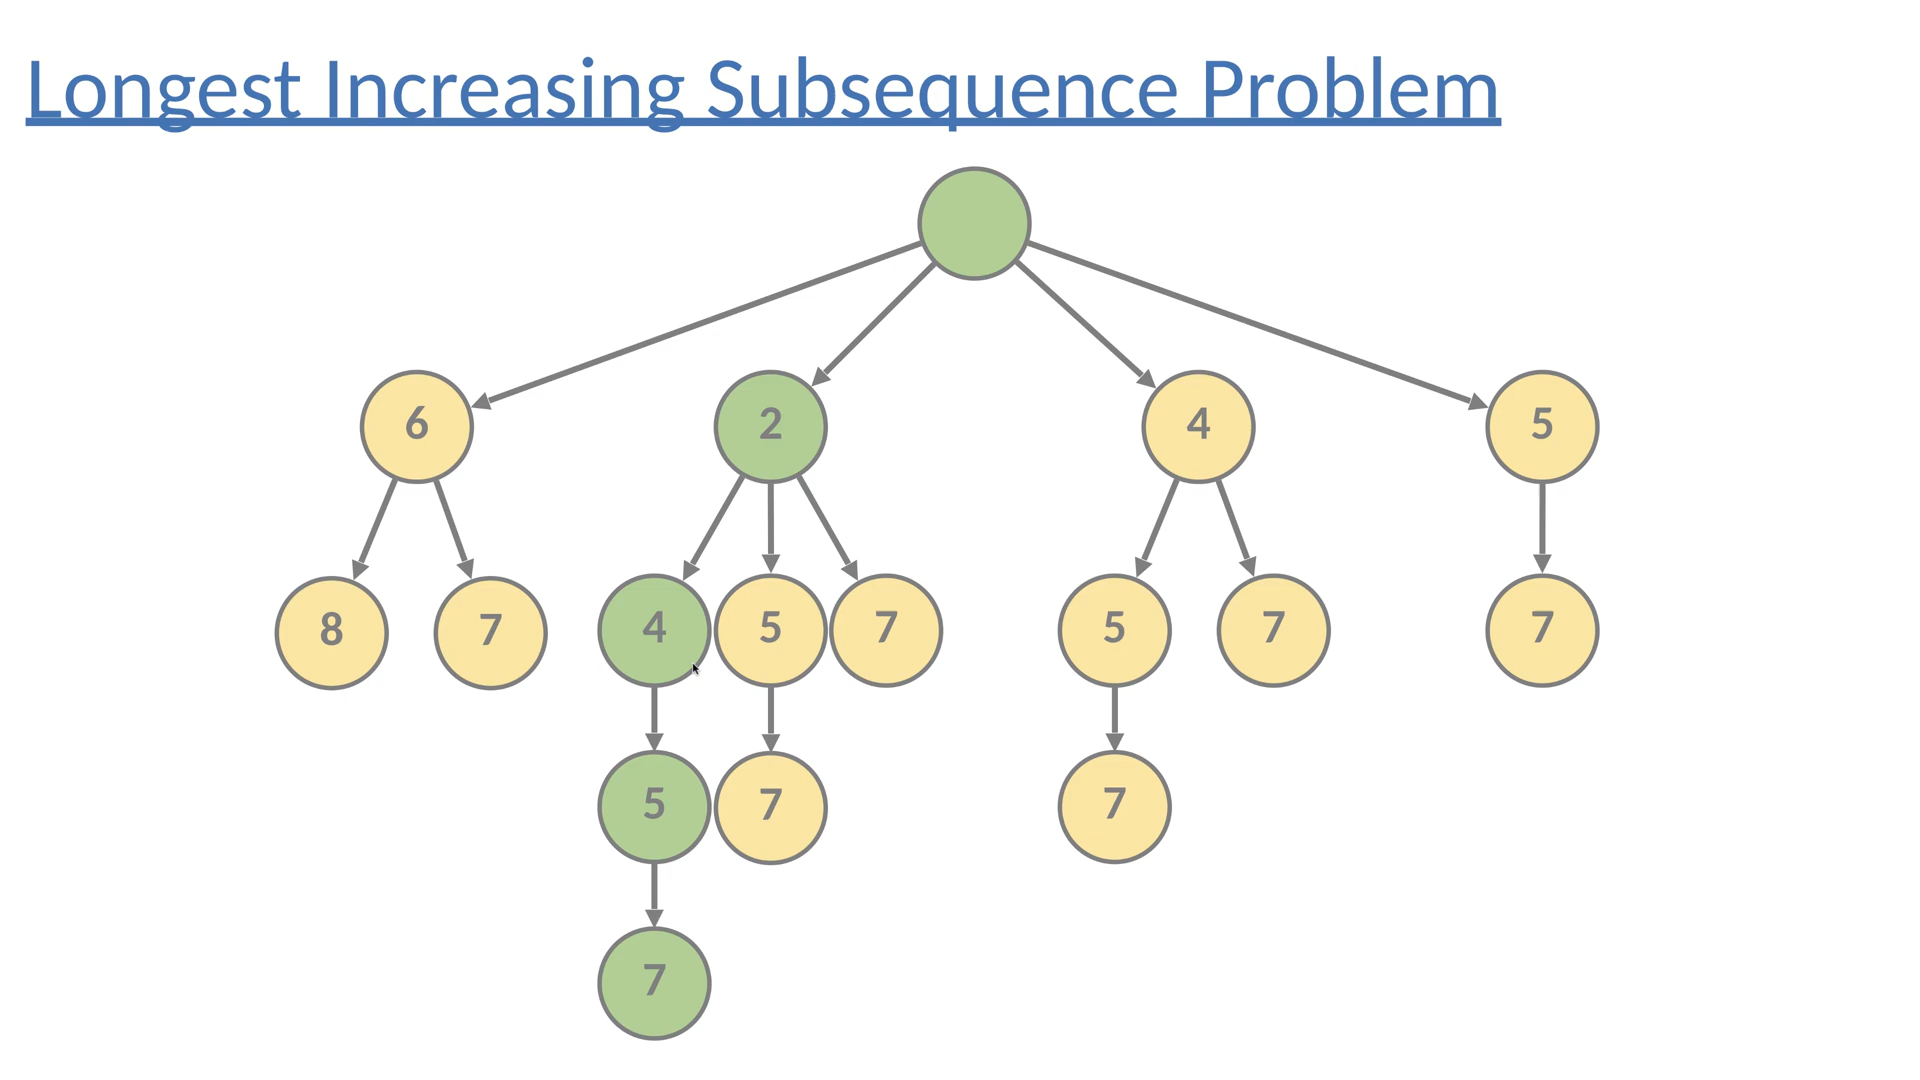 Longest Increasing Subsequence Problem
6 2 4 5
8 7 4 5 7 5 7 7
5 7 7
7